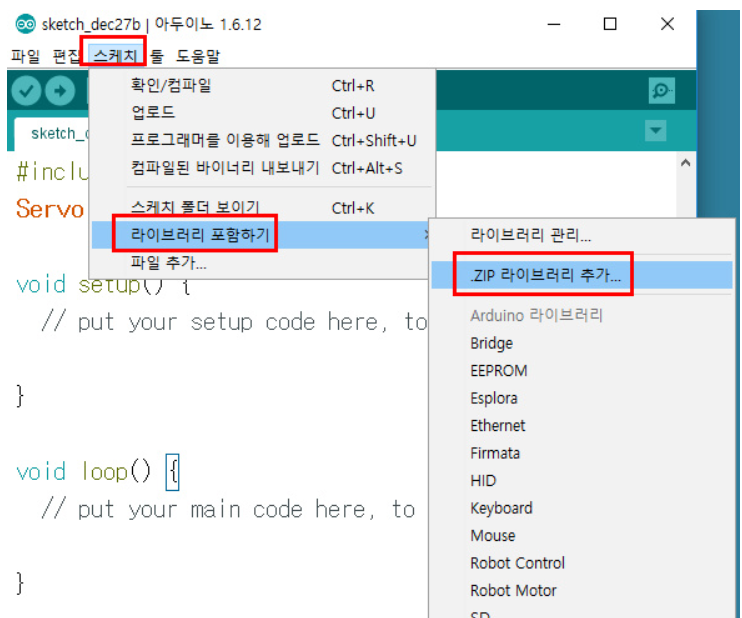 sketch_dec27b | 아두이노 1.6.12
파일 편집 스케치 툴 도움말
확인/컴파일 Ctrl+R
업로드 Ctrl+U
프로그래머를 이용해 업로드 Ctrl+Shift+U
컴파일된 바이너리 내보내기 Ctrl+Alt+S
스케치 폴더 보이기 Ctrl+K
라이브러리 포함하기
파일 추가...
라이브러리 관리...
.ZIP 라이브러리 추가...
Arduino 라이브러리
Bridge
EEPROM
Esplora
Ethernet
Firmata
HID
Keyboard
Mouse
Robot Control
Robot Motor
SD
sketch_
#inclu
Servo
void setup() {
// put your setup code here, to
}
void loop() {
// put your main code here, to
}